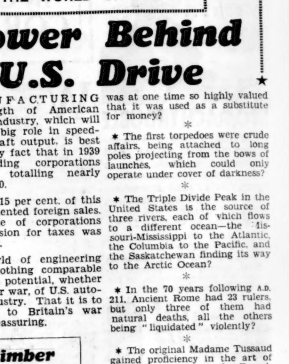 THE WORLD
ower Behind
U.S. Drive
NFACTURING
gth of American
ndustry, which will
big role in speed-
aft output, is best
y fact that in 1939
ing corporations
totalling nearly
0.
15 per cent. of this
ented foreign sales.
e of corporations
sion for taxes was
.
rld of engineering
othing comparable
potential, whether
r war, of U.S. auto-
ustry. That it is to
to Britain's war
assuring.
imber
was at one time so highly valued
that it was used as a substitute
for money?
* The first torpedoes were crude
affairs, being attached to long
poles projecting from the bows of
launches, which could only
operate under cover of darkness?
* The Triple Divide Peak in the
United States is the source of
three rivers, each of which flows
to a different ocean—the
souri-Mississippi to the Atlantic,
the Columbia to the Pacific, and
the Saskatchewan finding its way
to the Arctic Ocean?
* In the 70 years following A.D.
211, Ancient Rome had 23 rulers,
but only three of them had
natural deaths, all the others
being "liquidated" violently?
* The original Madame Tussaud
gained proficiency in the art of